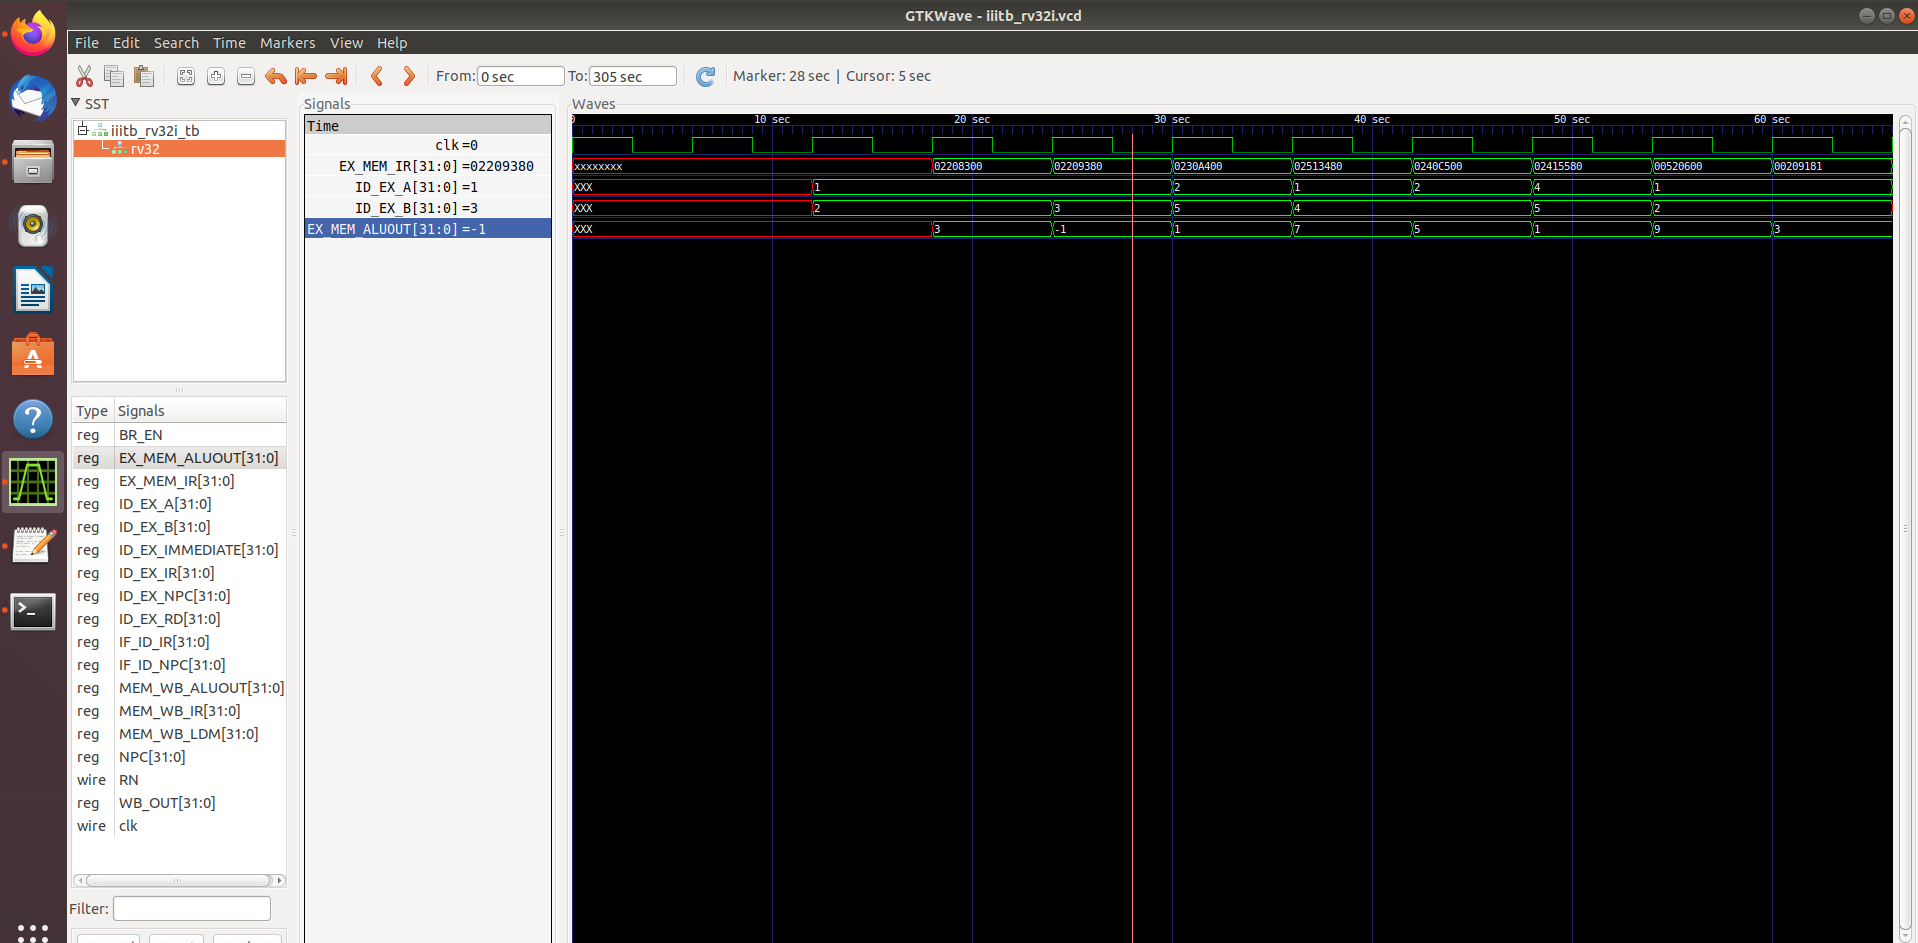 GTKWave - iiitb_rv32i.vcd
File Edit Search Time Markers View Help
From: 0 sec To: 305 sec Marker: 28 sec | Cursor: 5 sec
SST
iiitb_rv32i_tb
rv32
Type Signals
reg BR_EN
reg EX_MEM_ALUOUT[31:0]
reg EX_MEM_IR[31:0]
reg ID_EX_A[31:0]
reg ID_EX_B[31:0]
reg ID_EX_IMMEDIATE[31:0]
reg ID_EX_IR[31:0]
reg ID_EX_NPC[31:0]
reg ID_EX_RD[31:0]
reg IF_ID_IR[31:0]
reg IF_ID_NPC[31:0]
reg MEM_WB_ALUOUT[31:0]
reg MEM_WB_IR[31:0]
reg MEM_WB_LDM[31:0]
reg NPC[31:0]
wire RN
reg WB_OUT[31:0]
wire clk
Filter:
Signals
Time
clk =0
EX_MEM_IR[31:0] =02209380
ID_EX_A[31:0] =1
ID_EX_B[31:0] =3
EX_MEM_ALUOUT[31:0] =-1
Waves
0 10 sec 20 sec 30 sec 40 sec 50 sec 60 sec
xxxxxxxx 02208300 02209380 0230A400 02513480 0240C500 02415580 00520600 00209181
XXX 1 2 1 2 4 1
XXX 2 3 5 4 5 2
XXX 3 -1 1 7 5 1 9 3